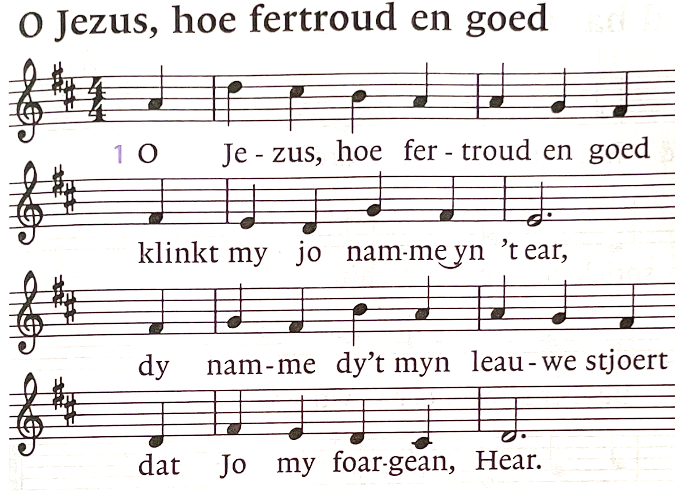 O Jezus, hoe fertroud en goed
1 O Je - zus, hoe fer - troud en goed
klinkt my jo nam-me yn 't ear,
dy nam-me dy't myn leau-we stjoert
dat Jo my foar-gean, Hear.